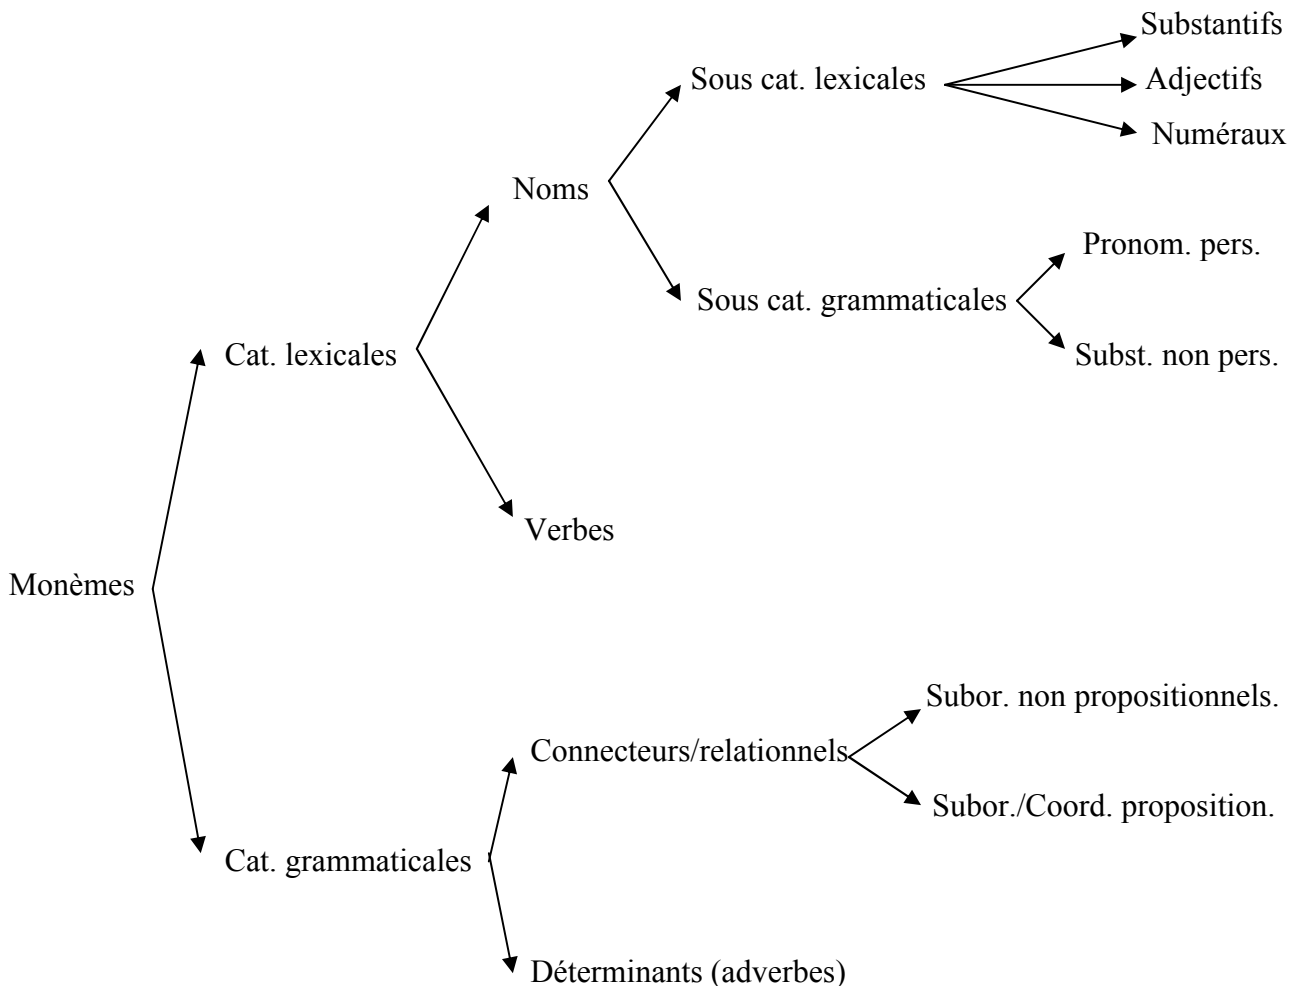 Substantifs
Sous cat. lexicales
Adjectifs
Numéraux
Noms
Pronom. pers.
Sous cat. grammaticales
Cat. lexicales
Subst. non pers.
Verbes
Monèmes
Subor. non propositionnels.
Connecteurs/relationnels
Subor./Coord. proposition.
Cat. grammaticales
Déterminants (adverbes)